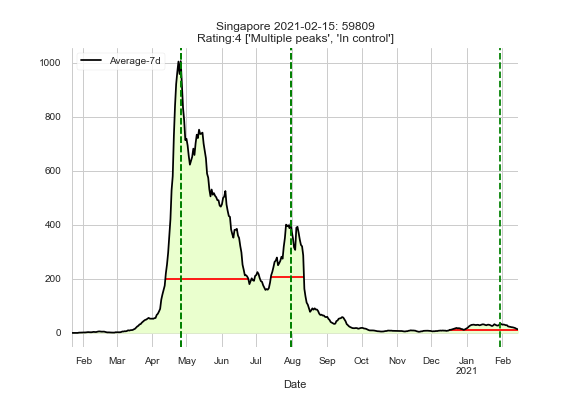 Singapore 2021-02-15: 59809
Rating:4 ['Multiple peaks', 'In control']
Average-7d
1000
800
600
400
200
0
Feb Mar Apr May Jun Jul Aug Sep Oct Nov Dec Jan Feb
2021
Date